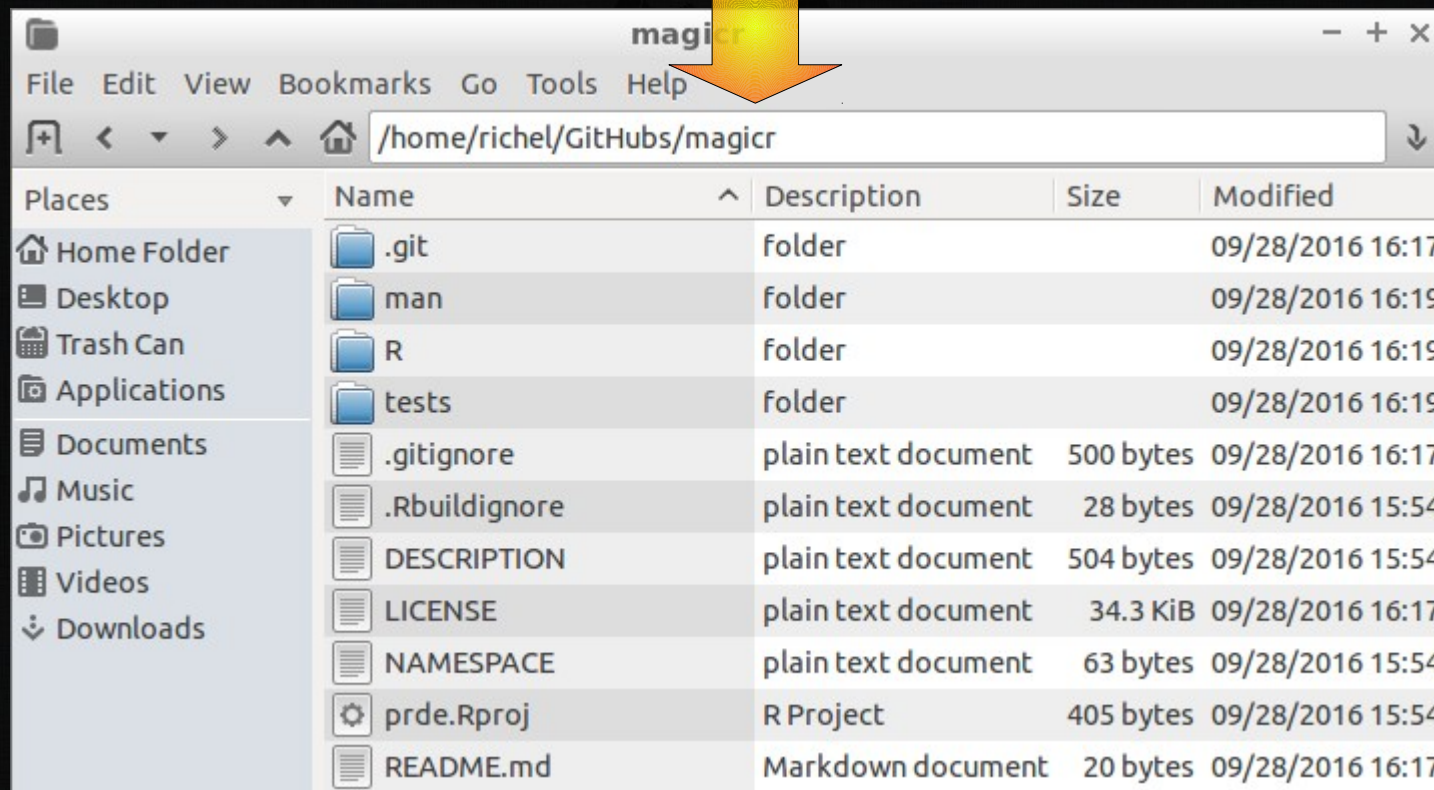 magicr
File Edit View Bookmarks Go Tools Help
/home/richel/GitHubs/magicr
Places Name Description Size Modified
Home Folder .git folder 09/28/2016 16:17
Desktop man folder 09/28/2016 16:19
Trash Can R folder 09/28/2016 16:19
Applications tests folder 09/28/2016 16:19
Documents .gitignore plain text document 500 bytes 09/28/2016 16:17
Music .Rbuildignore plain text document 28 bytes 09/28/2016 15:54
Pictures DESCRIPTION plain text document 504 bytes 09/28/2016 15:54
Videos LICENSE plain text document 34.3 KiB 09/28/2016 16:17
Downloads NAMESPACE plain text document 63 bytes 09/28/2016 15:54
prde.Rproj R Project 405 bytes 09/28/2016 15:54
README.md Markdown document 20 bytes 09/28/2016 16:17